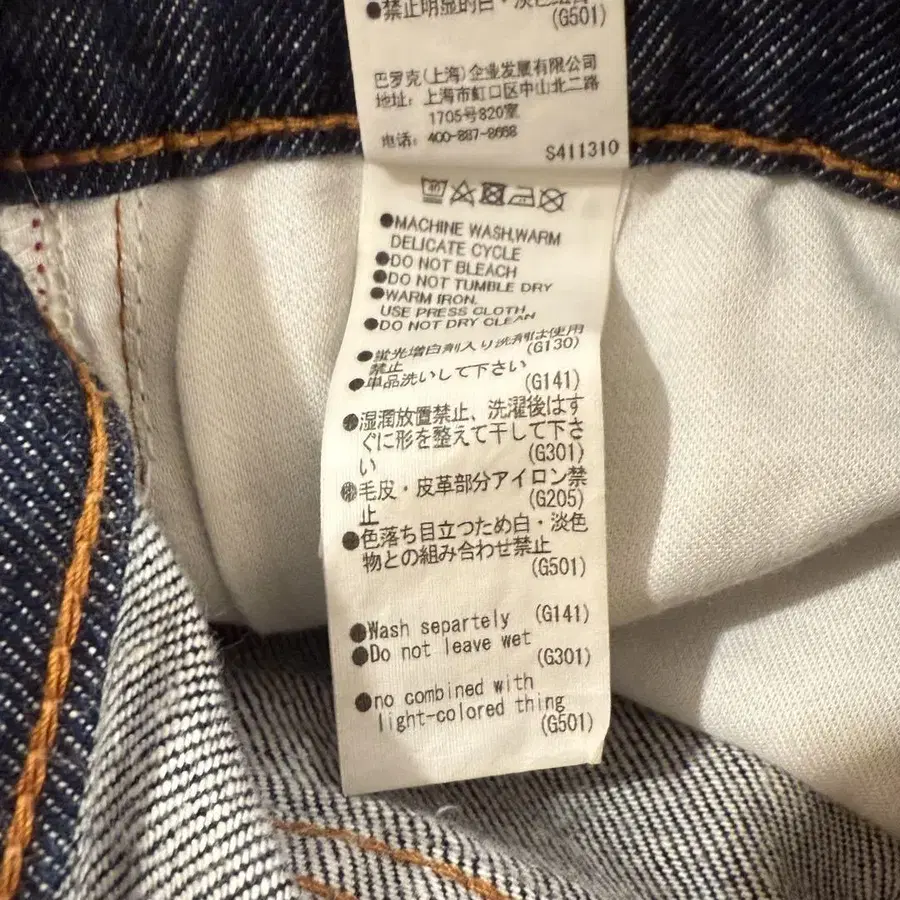 ●禁止明显的白・淡色组合
(G501)
巴罗克(上海)企业发展有限公司
地址: 上海市虹口区中山北二路
1705号820室
电话: 400-887-8668
S411310
40
●MACHINE WASH,WARM
DELICATE CYCLE
●DO NOT BLEACH
●DO NOT TUMBLE DRY
●WARM IRON.
USE PRESS CLOTH
●DO NOT DRY CLEAN
●蛍光増白剤入り洗剤は使用
禁止 (G130)
●単品洗いして下さい
(G141)
●湿潤放置禁止、洗濯後はす
ぐに形を整えて干して下さ
い (G301)
●毛皮・皮革部分アイロン禁
止 (G205)
●色落ち目立つため白・淡色
物との組み合わせ禁止
(G501)
●Wash separtely (G141)
●Do not leave wet
(G301)
●no combined with
light-colored thing
(G501)